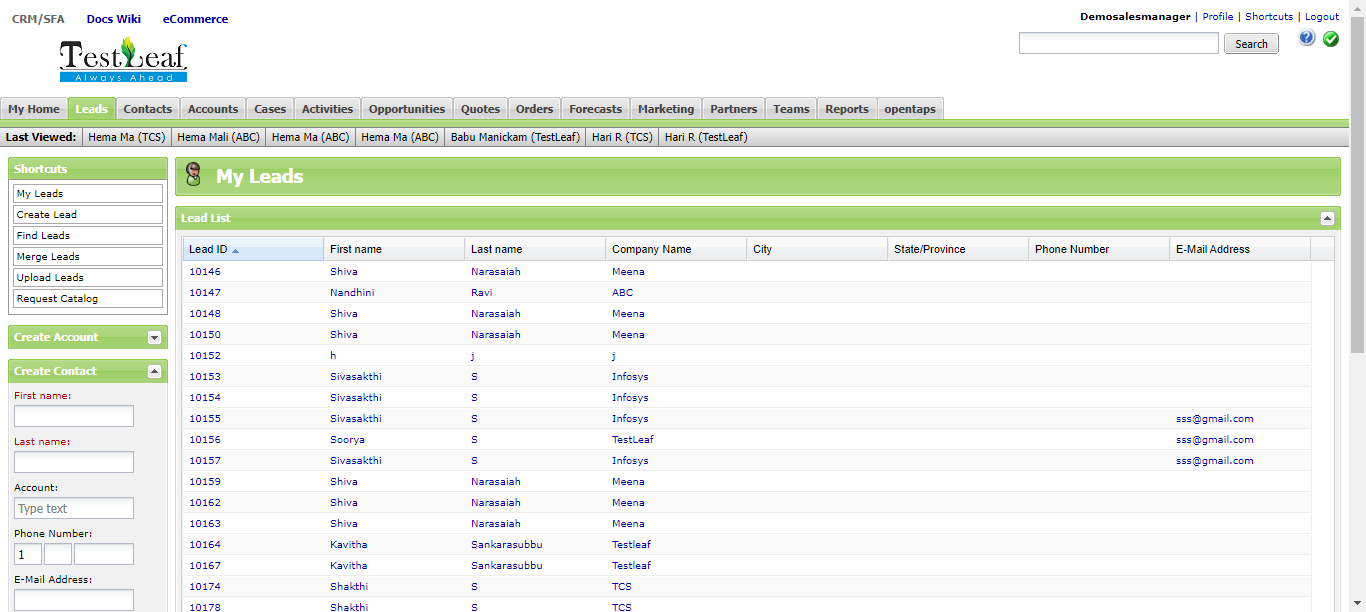 CRM/SFA Docs Wiki eCommerce
Demosalesmanager | Profile | Shortcuts | Logout
TestLeaf
Always Ahead
Search
My Home Leads Contacts Accounts Cases Activities Opportunities Quotes Orders Forecasts Marketing Partners Teams Reports opentaps
Last Viewed: Hema Ma (TCS) Hema Mali (ABC) Hema Ma (ABC) Hema Ma (ABC) Babu Manickam (TestLeaf) Hari R (TCS) Hari R (TestLeaf)
Shortcuts
My Leads
Create Lead
Find Leads
Merge Leads
Upload Leads
Request Catalog
Create Account
Create Contact
First name:
Last name:
Account:
Type text
Phone Number:
1
E-Mail Address:
My Leads
Lead List
Lead ID First name Last name Company Name City State/Province Phone Number E-Mail Address
10146 Shiva Narasaiah Meena
10147 Nandhini Ravi ABC
10148 Shiva Narasaiah Meena
10150 Shiva Narasaiah Meena
10152 h j j
10153 Sivasakthi S Infosys
10154 Sivasakthi S Infosys
10155 Sivasakthi S Infosys sss@gmail.com
10156 Soorya S TestLeaf sss@gmail.com
10157 Sivasakthi S Infosys sss@gmail.com
10159 Shiva Narasaiah Meena
10162 Shiva Narasaiah Meena
10163 Shiva Narasaiah Meena
10164 Kavitha Sankarasubbu Testleaf
10167 Kavitha Sankarasubbu Testleaf
10174 Shakthi S TCS
10178 Shakthi S TCS